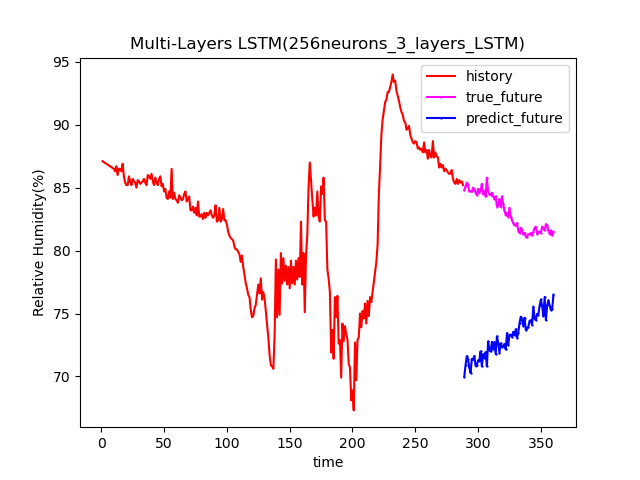 Multi-Layers LSTM(256neurons_3_layers_LSTM)
history
true_future
predict_future
Relative Humidity(%)
95
90
85
80
75
70
0
50
100
150
200
250
300
350
time